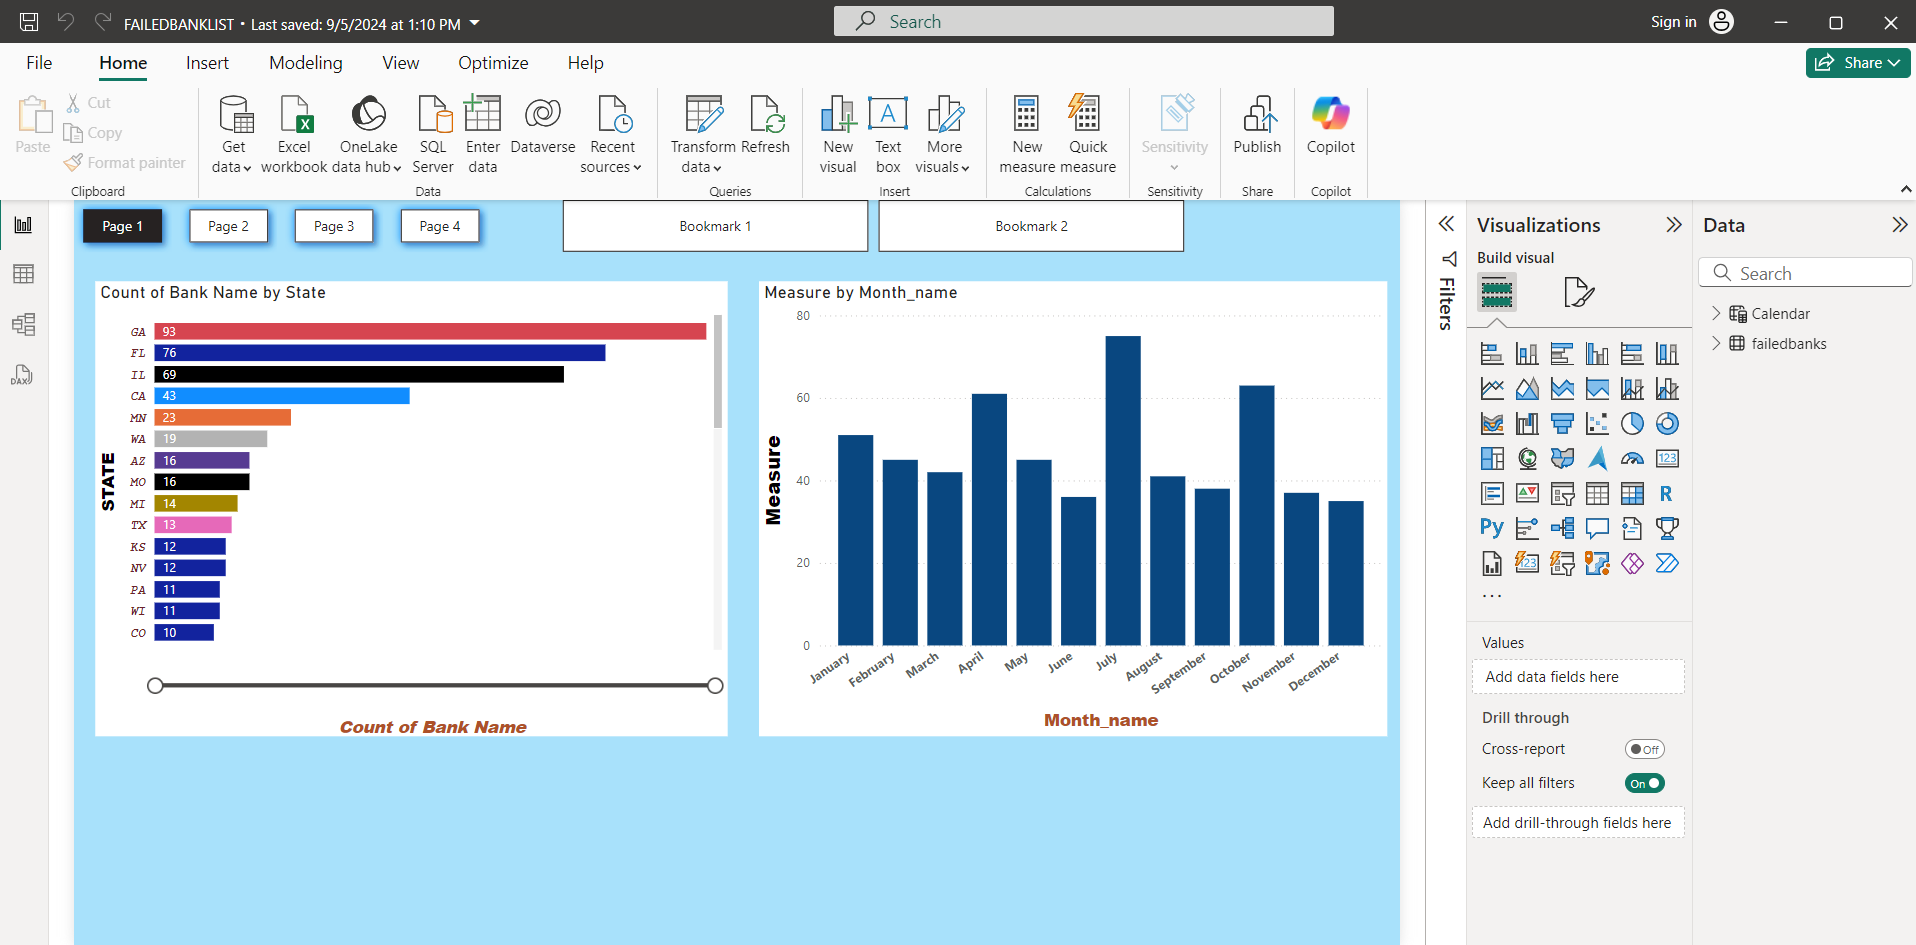 FAILEDBANKLIST • Last saved: 9/5/2024 at 1:10 PM
Search
Sign in
File Home Insert Modeling View Optimize Help
Share
Paste
Cut
Copy
Format painter
Clipboard
Get data
Excel workbook
OneLake data hub
SQL Server
Enter data
Dataverse
Recent sources
Data
Transform data
Refresh
Queries
New visual
Text box
More visuals
Insert
New measure
Quick measure
Calculations
Sensitivity
Sensitivity
Publish
Share
Copilot
Copilot
Page 1
Page 2
Page 3
Page 4
Bookmark 1
Bookmark 2
Count of Bank Name by State
STATE
GA 93
FL 76
IL 69
CA 43
MN 23
WA 19
AZ 16
MO 16
MI 14
TX 13
KS 12
NV 12
PA 11
WI 11
CO 10
Count of Bank Name
Measure by Month_name
Measure
80
60
40
20
0
January
February
March
April
May
June
July
August
September
October
November
December
Month_name
Filters
Visualizations
Build visual
123
R
Py
123
...
Values
Add data fields here
Drill through
Cross-report
Off
Keep all filters
On
Add drill-through fields here
Data
Search
Calendar
failedbanks
DAX
A